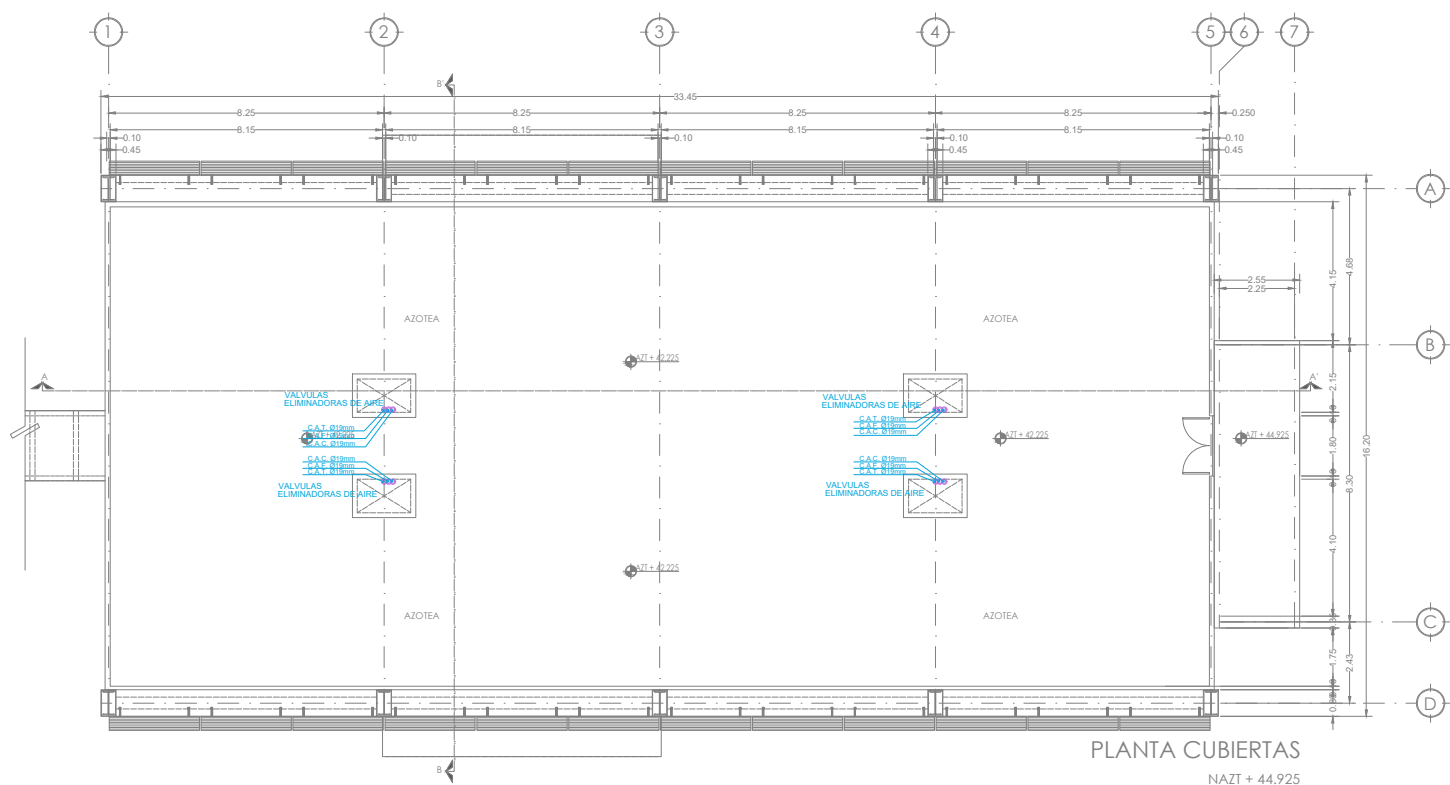 1
2
3
4
5
6
7
B'
33.45
8.25
8.25
8.25
8.25
0.250
8.15
8.15
8.15
8.15
0.10
0.10
0.10
0.10
0.10
0.45
0.45
0.45
A
B
C
D
4.15
4.68
2.55
2.25
2.15
1.80
16.20
8.30
4.10
1.75
2.43
AZOTEA
AZOTEA
AZT + 42.225
A
A'
VALVULAS
ELIMINADORAS DE AIRE
C.A.T. Ø19mm
C.A.F. Ø19mm
C.A.C. Ø19mm
C.A.C. Ø19mm
C.A.F. Ø19mm
C.A.T. Ø19mm
VALVULAS
ELIMINADORAS DE AIRE
VALVULAS
ELIMINADORAS DE AIRE
C.A.T. Ø19mm
C.A.F. Ø19mm
C.A.C. Ø19mm
AZT + 42.225
AZT + 44.925
C.A.C. Ø19mm
C.A.F. Ø19mm
C.A.T. Ø19mm
VALVULAS
ELIMINADORAS DE AIRE
AZT + 42.225
AZOTEA
AZOTEA
B
PLANTA CUBIERTAS
NAZT + 44.925